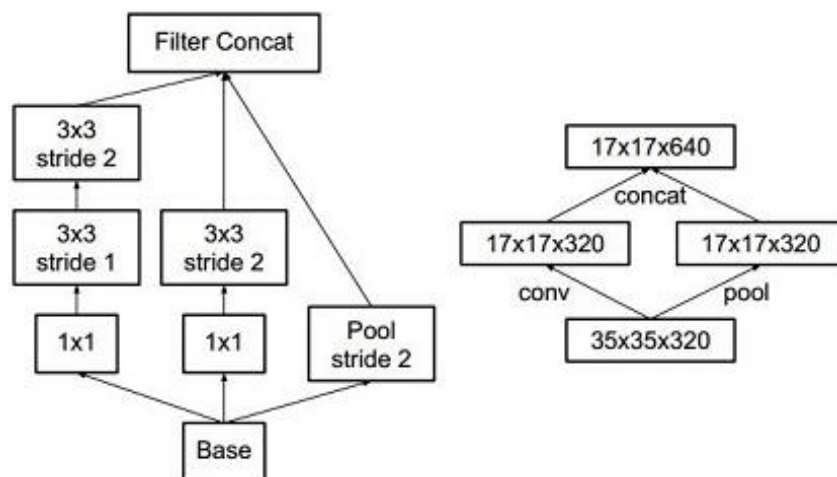 Filter Concat
3x3
stride 2
3x3
stride 1
3x3
stride 2
1x1
1x1
Pool
stride 2
Base
17x17x640
concat
17x17x320
17x17x320
conv
pool
35x35x320